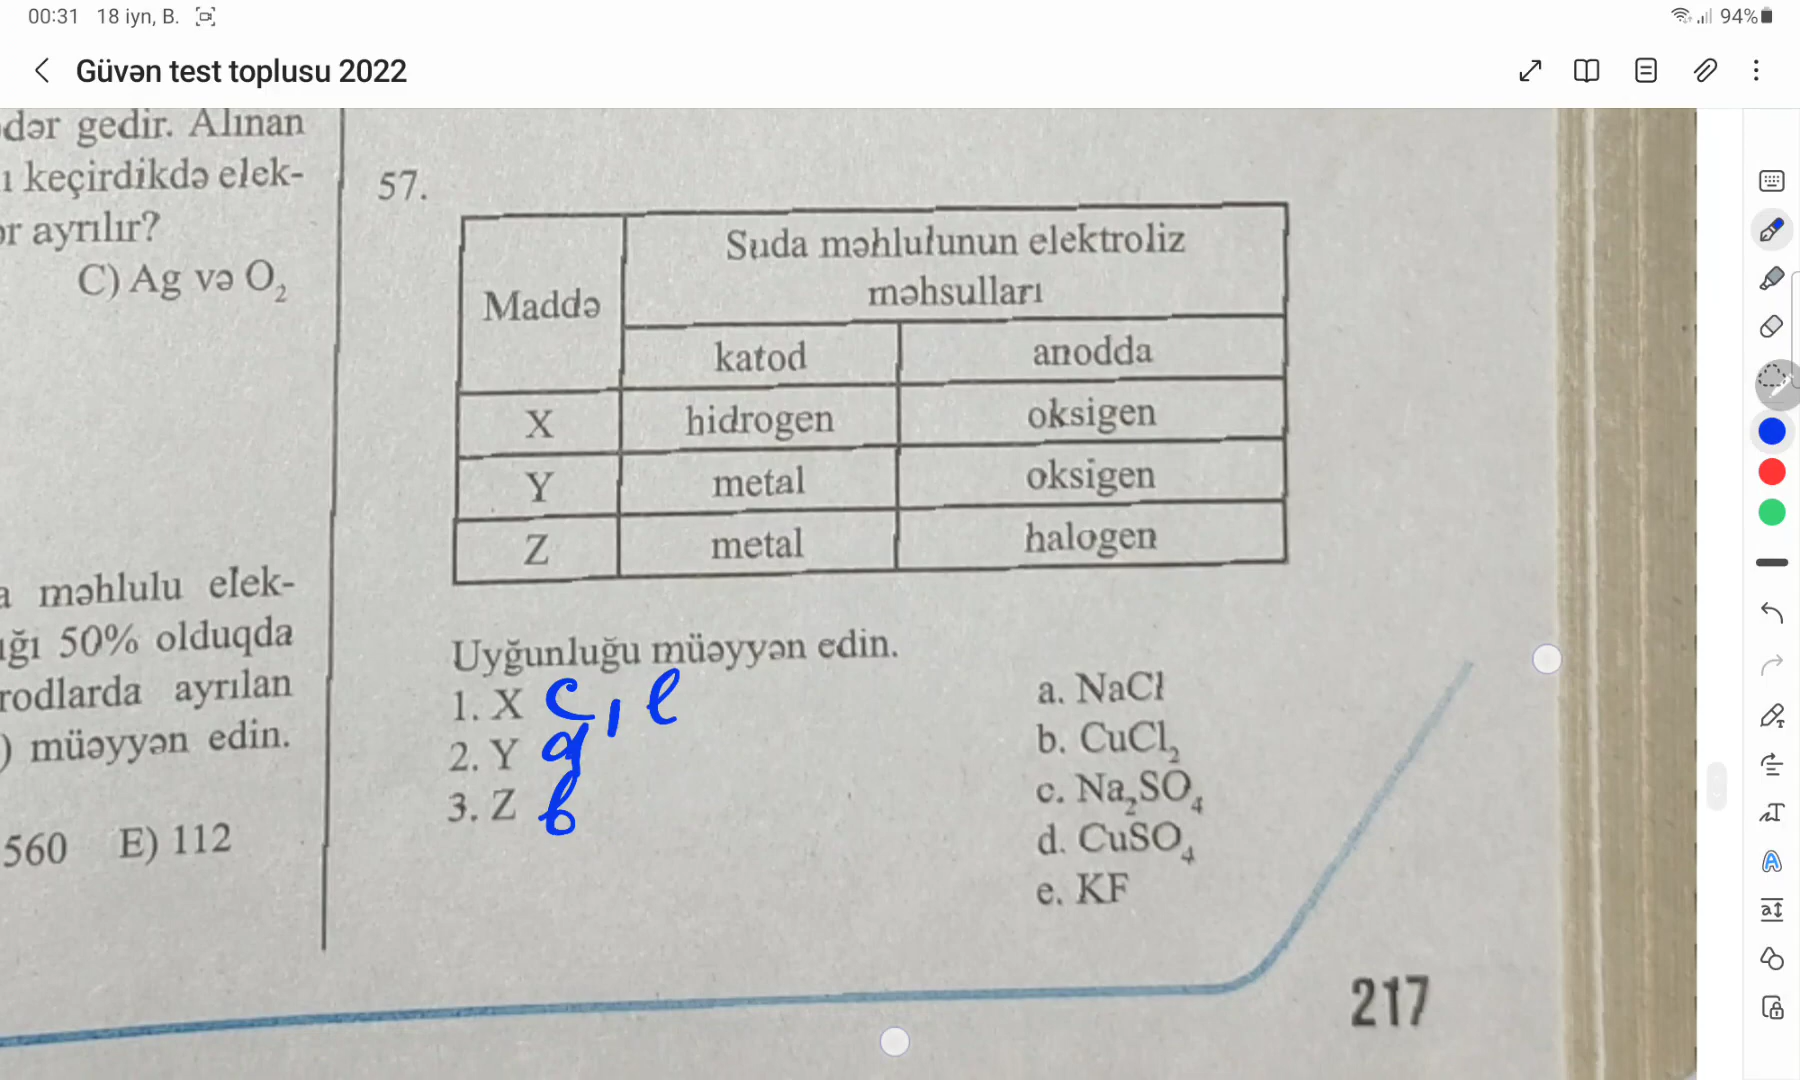 00:31 18 iyn, B.
94%
Güvən test toplusu 2022
dər gedir. Alınan
ı keçirdikdə elek-
or ayrılır?
C) Ag və O₂
a məhlulu elek-
ığı 50% olduqda
rodlarda ayrılan
) müəyyən edin.
560 E) 112
57.
Maddə
Suda məhlulunun elektroliz
məhsulları
katod anodda
X hidrogen oksigen
Y metal oksigen
Z metal halogen
Uyğunluğu müəyyən edin.
1. X c, e
2. Y d
3. Z b
a. NaCl
b. CuCl₂
c. Na₂SO₄
d. CuSO₄
e. KF
217